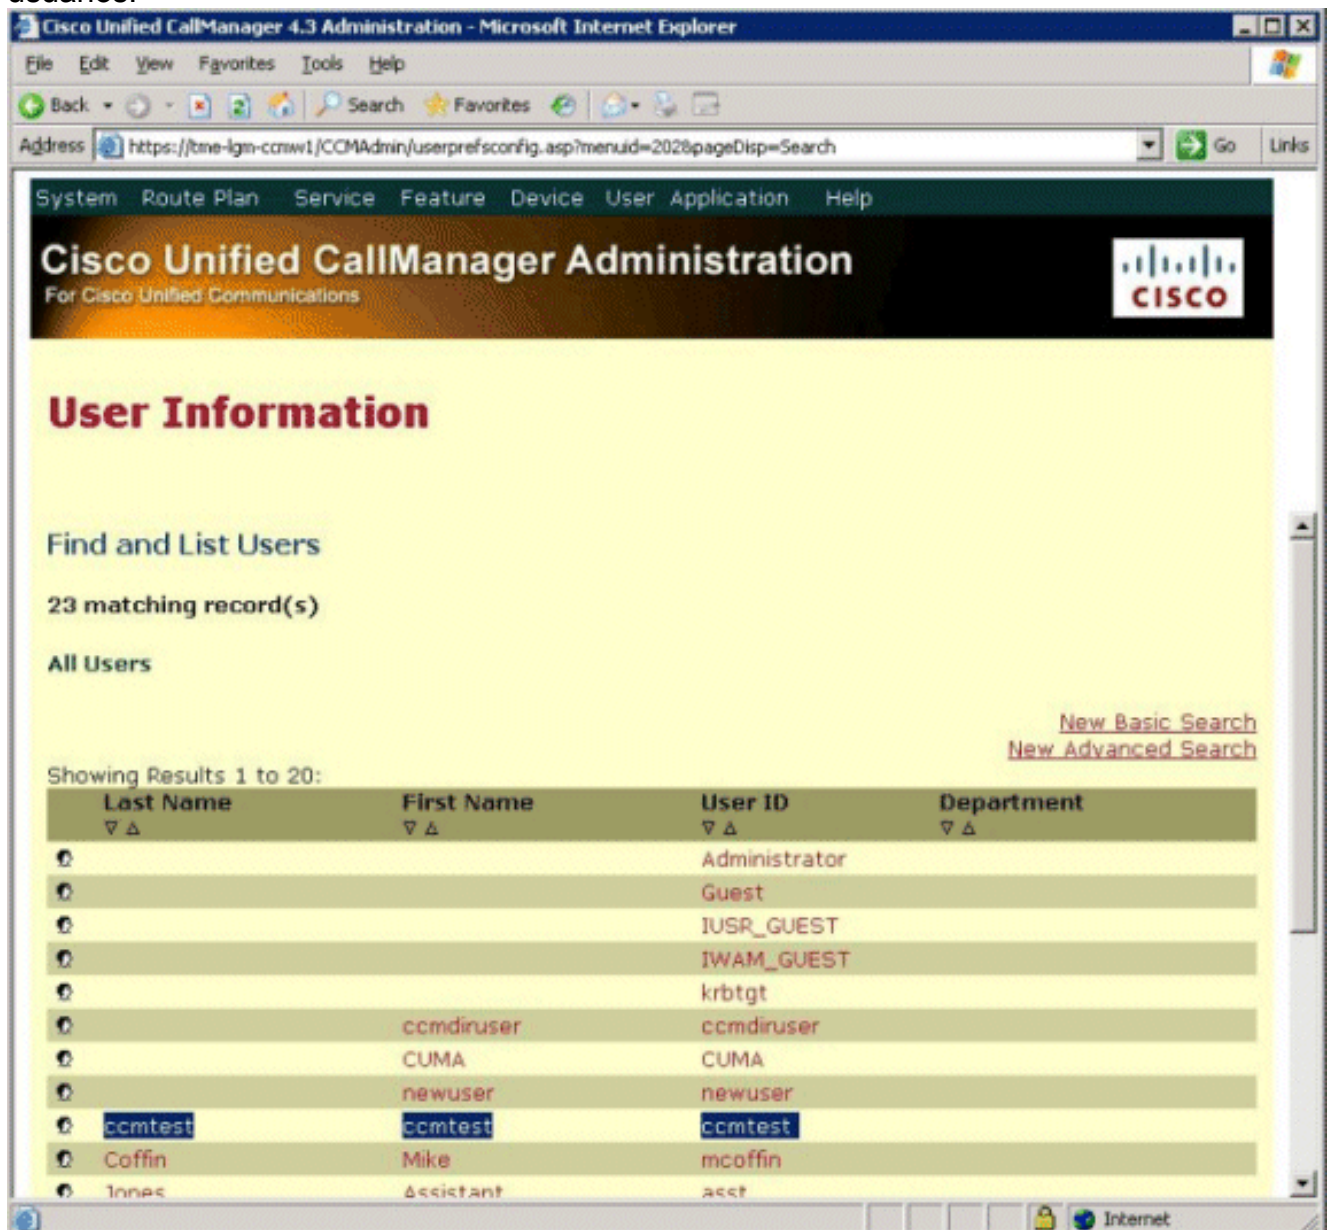 usuarios.
Cisco Unified CallManager 4.3 Administration - Microsoft Internet Explorer
File Edit View Favorites Tools Help
Back Search Favorites
Address https://tme-lgm-ccmw1/CCMAdmin/userprefsconfig.asp?menuid=202&pageDisp=Search Go Links
System Route Plan Service Feature Device User Application Help
Cisco Unified CallManager Administration
For Cisco Unified Communications
CISCO
User Information
Find and List Users
23 matching record(s)
All Users
New Basic Search
New Advanced Search
Showing Results 1 to 20:
Last Name First Name User ID Department
Administrator
Guest
IUSR_GUEST
IWAM_GUEST
krbtgt
ccmdiruser ccmdiruser
CUMA CUMA
newuser newuser
ccmtest ccmtest ccmtest
Coffin Mike mcoffin
Jones Assistant asst
Internet